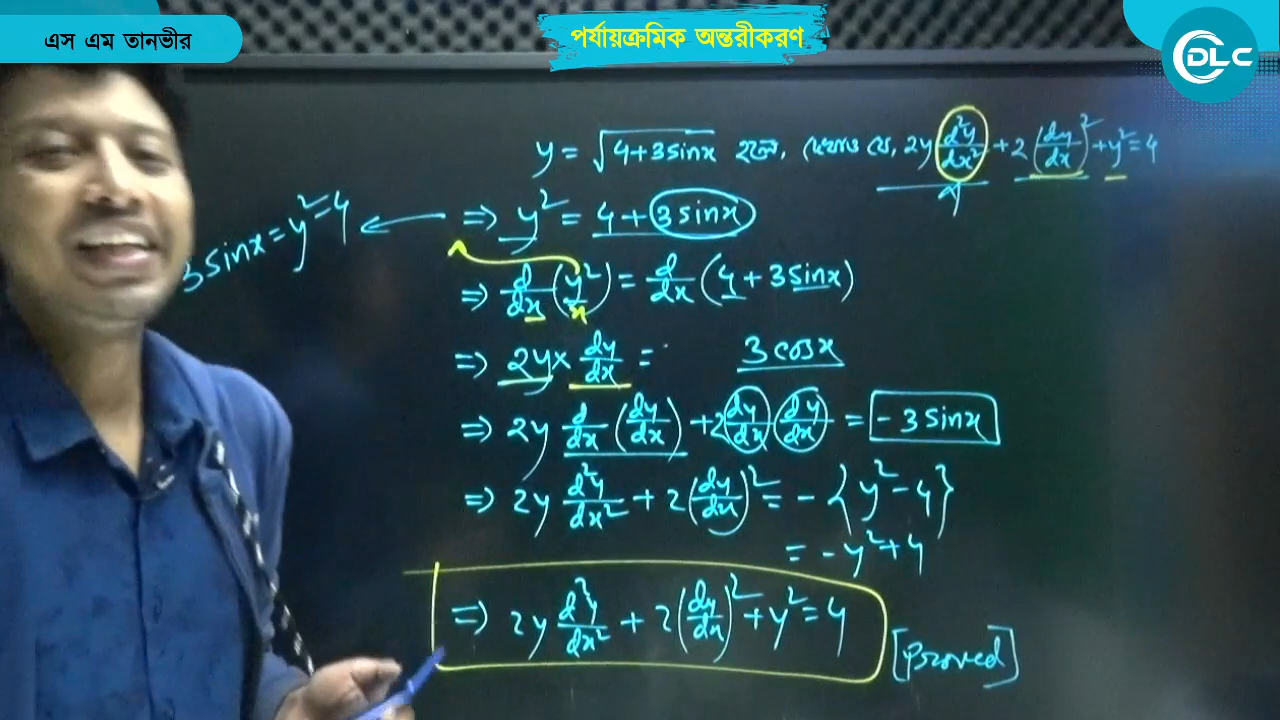 এস এম তানভীর
পর্যায়ক্রমিক অন্তরীকরণ
DLC
y = √(4+3sinx) হলে, দেখাও যে, 2y d²y/dx² + 2(dy/dx)² + y² = 4
3sinx = y² - 4 ← ⇒ y² = 4 + 3sinx
⇒ d/dx (y²) = d/dx (4 + 3sinx)
x
⇒ 2y × dy/dx = 3cosx
⇒ 2y d/dx (dy/dx) + 2 dy/dx (dy/dx) = -3sinx
⇒ 2y d²y/dx² + 2(dy/dx)² = - {y² - 4}
= -y² + 4
⇒ 2y d²y/dx² + 2(dy/dx)² + y² = 4
[Proved]